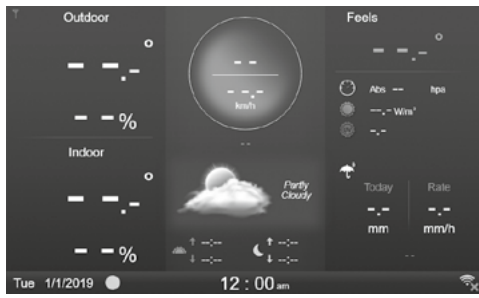 Outdoor
-- --.-°
-- --%
Indoor
-- --.-°
-- --%
-- --
-- --.-
km/h
--
Partly
Cloudy
↑ --:--
↓ --:--
↑ --:--
↓ --:--
Feels
-- --.-°
Abs -- hpa
--.- W/m²
--.-
Today
-.-
mm
Rate
-.-
mm/h
--
Tue 1/1/2019
12 : 00 am